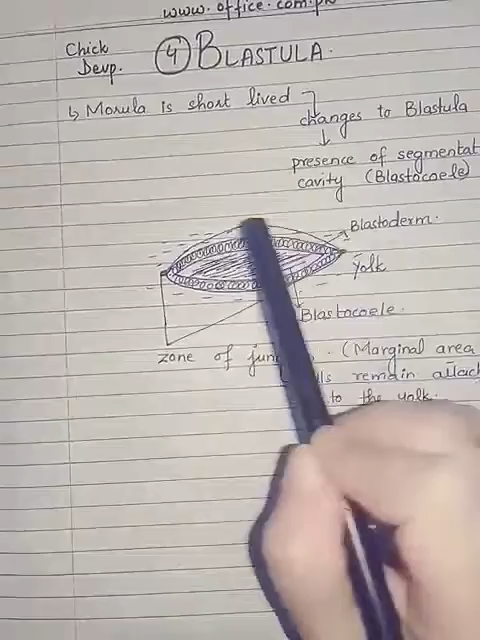 www.office.com.pk
Chick
Devp.
④ BLASTULA.
↳ Morula is short lived
changes to Blastula
↓
presence of segmentat
cavity (Blastocoele)
Blastoderm.
Yolk
Blastocoele.
zone of jun
(Marginal area
remain attach
to the yolk.